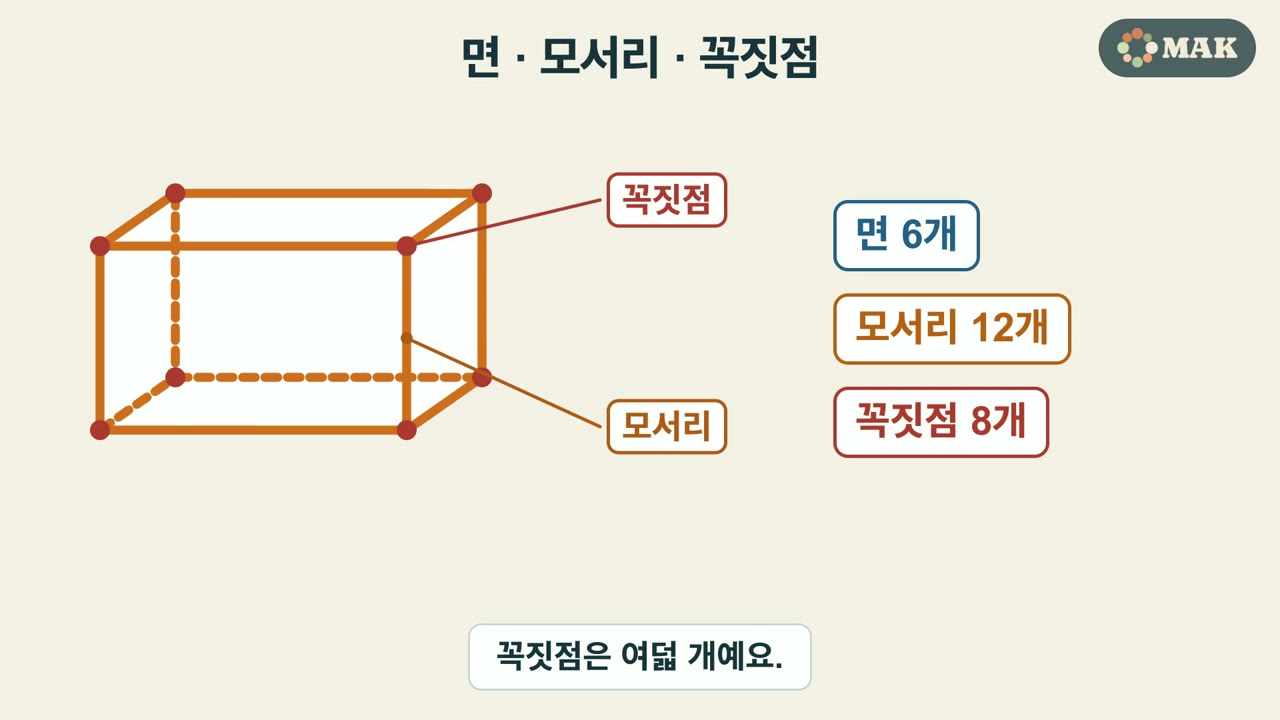 면 · 모서리 · 꼭짓점
MAK
꼭짓점
면 6개
모서리 12개
모서리
꼭짓점 8개
꼭짓점은 여덟 개예요.